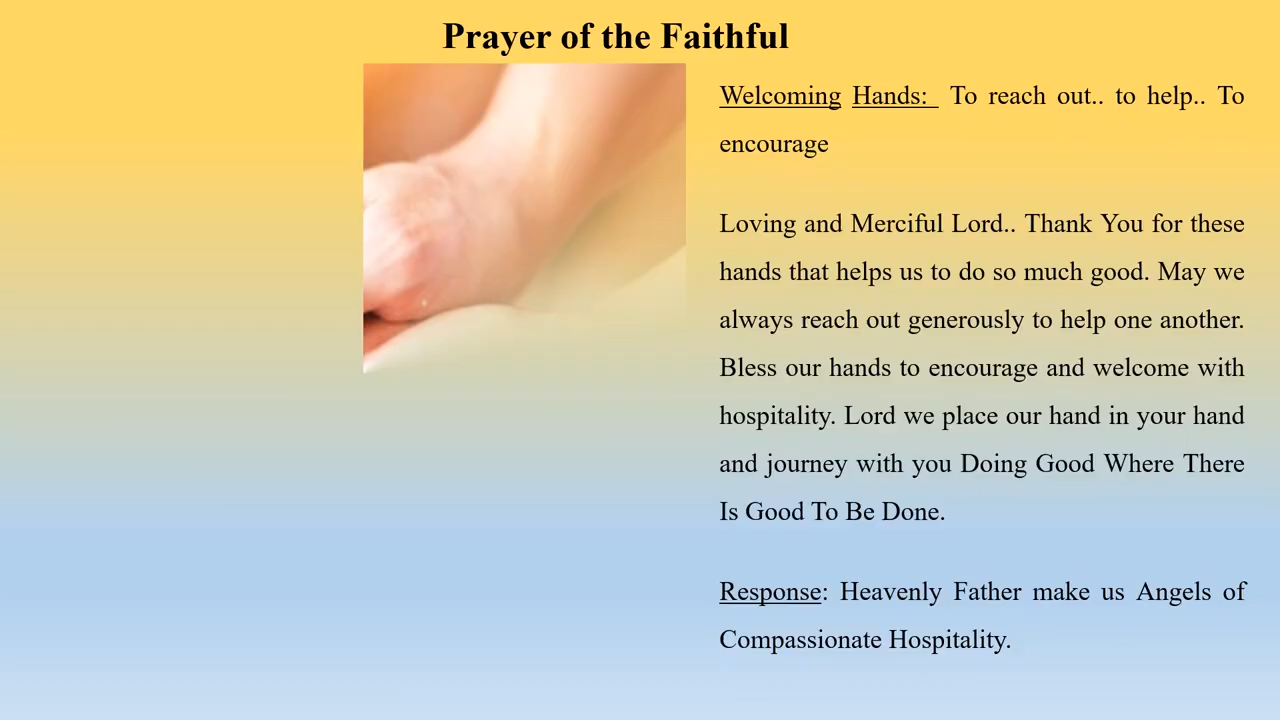 Prayer of the Faithful
Welcoming Hands: To reach out.. to help.. To
encourage
Loving and Merciful Lord.. Thank You for these
hands that helps us to do so much good. May we
always reach out generously to help one another.
Bless our hands to encourage and welcome with
hospitality. Lord we place our hand in your hand
and journey with you Doing Good Where There
Is Good To Be Done.
Response: Heavenly Father make us Angels of
Compassionate Hospitality.